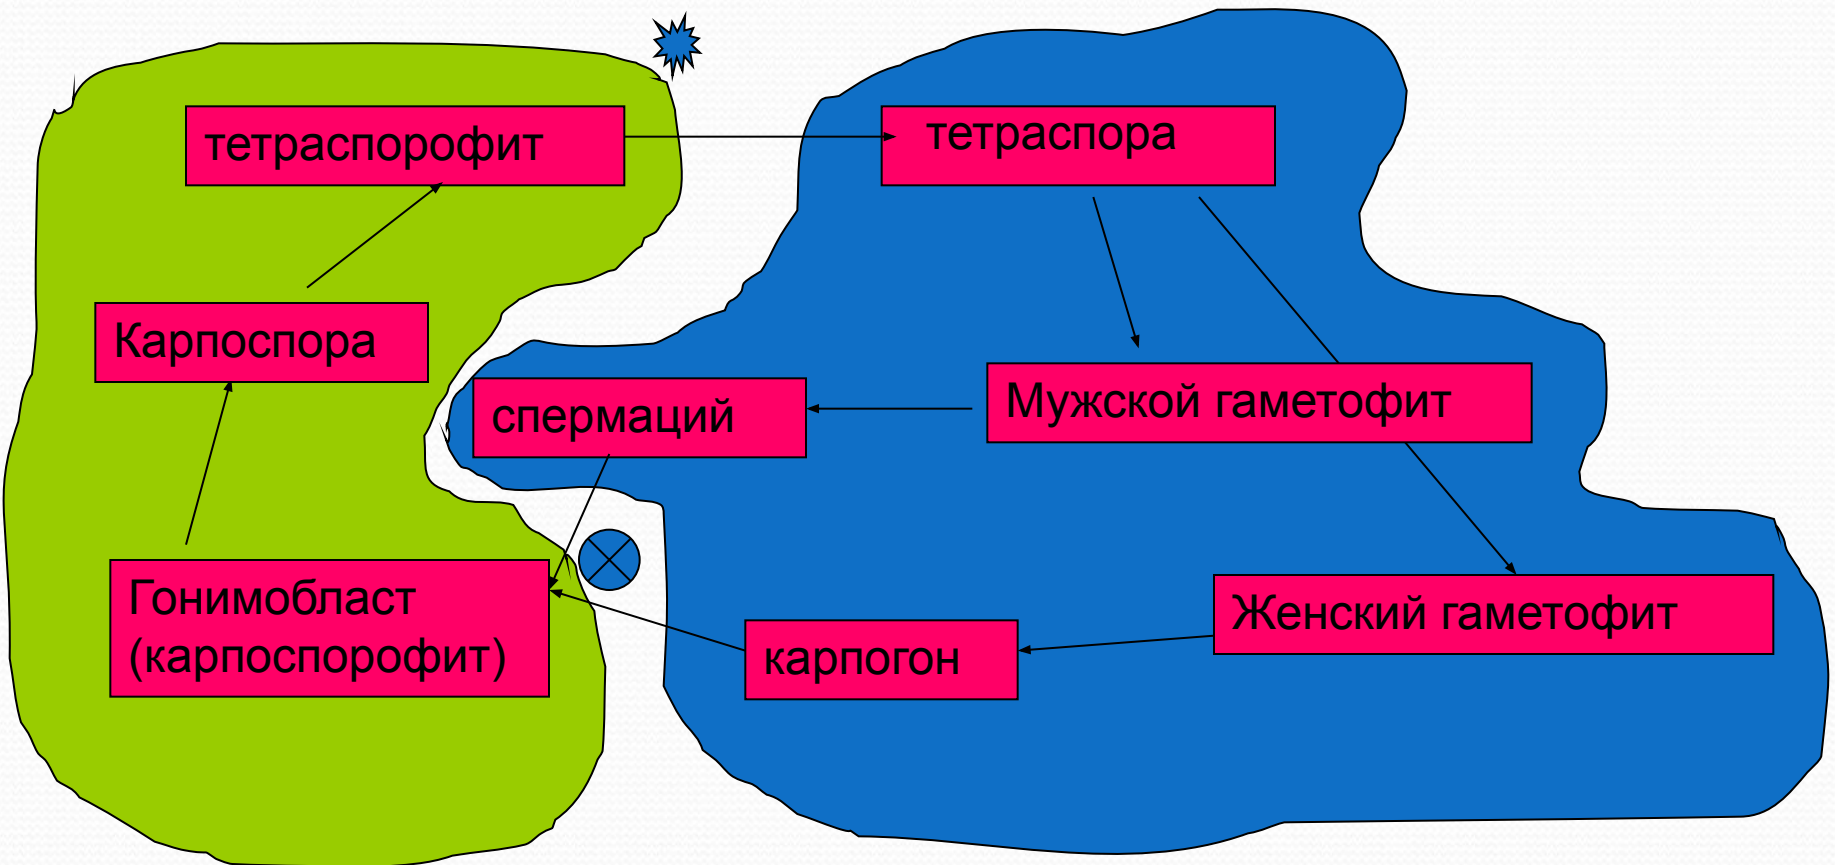 тетраспорофит
тетраспора
Карпоспора
спермаций
Мужской гаметофит
Гонимобласт
(карпоспорофит)
карпогон
Женский гаметофит